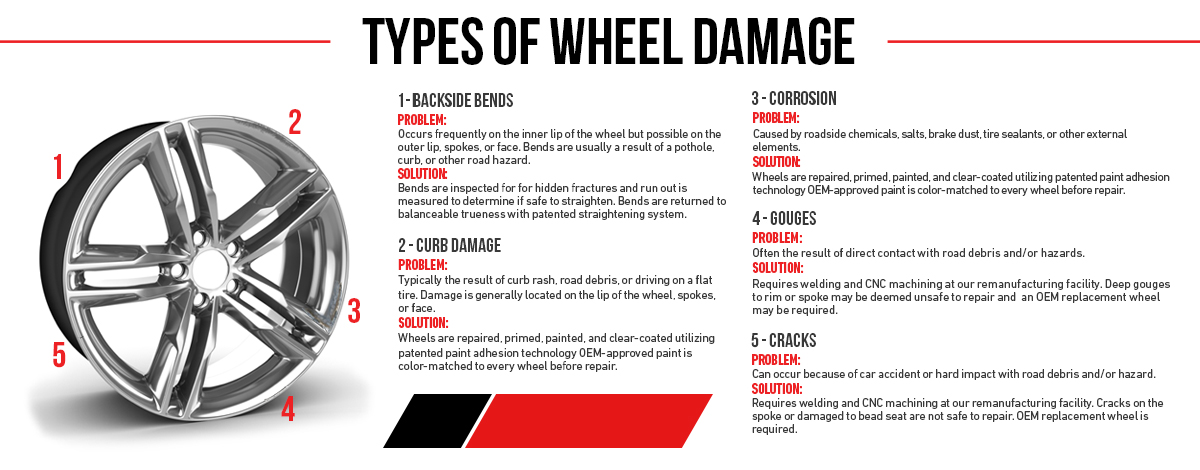 TYPES OF WHEEL DAMAGE
1
2
3
4
5
1- BACKSIDE BENDS
PROBLEM:
Occurs frequently on the inner lip of the wheel but possible on the
outer lip, spokes, or face. Bends are usually a result of a pothole,
curb, or other road hazard.
SOLUTION:
Bends are inspected for for hidden fractures and run out is
measured to determine if safe to straighten. Bends are returned to
balanceable trueness with patented straightening system.
2 - CURB DAMAGE
PROBLEM:
Typically the result of curb rash, road debris, or driving on a flat
tire. Damage is generally located on the lip of the wheel, spokes,
or face.
SOLUTION:
Wheels are repaired, primed, painted, and clear-coated utilizing
patented paint adhesion technology OEM-approved paint is
color-matched to every wheel before repair.
3 - CORROSION
PROBLEM:
Caused by roadside chemicals, salts, brake dust, tire sealants, or other external
elements.
SOLUTION:
Wheels are repaired, primed, painted, and clear-coated utilizing patented paint adhesion
technology OEM-approved paint is color-matched to every wheel before repair.
4 - GOUGES
PROBLEM:
Often the result of direct contact with road debris and/or hazards.
SOLUTION:
Requires welding and CNC machining at our remanufacturing facility. Deep gouges
to rim or spoke may be deemed unsafe to repair and an OEM replacement wheel
may be required.
5 - CRACKS
PROBLEM:
Can occur because of car accident or hard impact with road debris and/or hazard.
SOLUTION:
Requires welding and CNC machining at our remanufacturing facility. Cracks on the
spoke or damaged to bead seat are not safe to repair. OEM replacement wheel is
required.